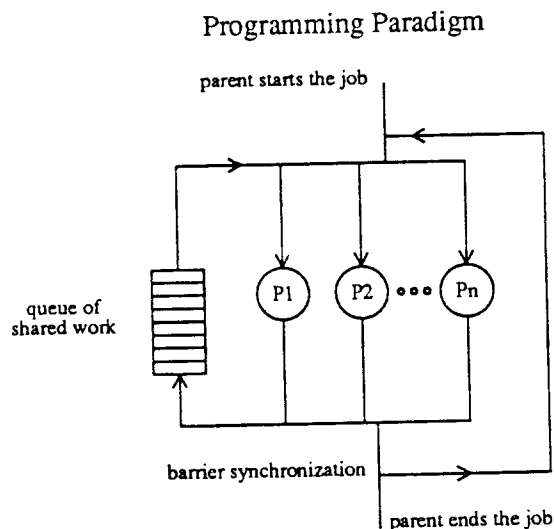 Programming Paradigm
parent starts the job
P1
P2
Pn
queue of
shared work
barrier synchronization
parent ends the job